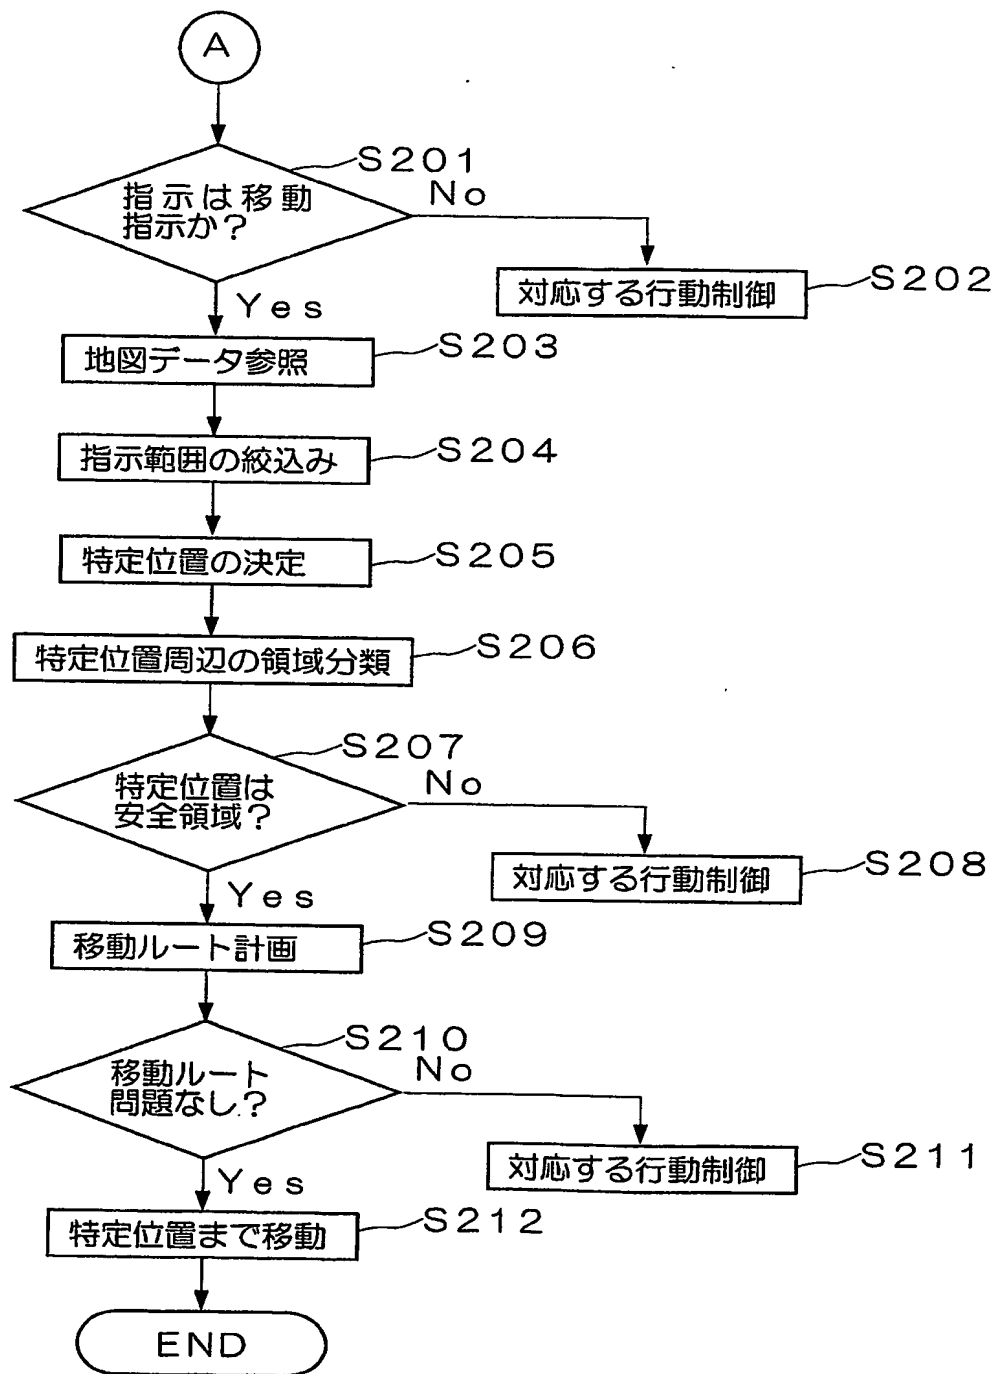 A
S201
指示は移動
指示か？
No
Yes
対応する行動制御
S202
地図データ参照
S203
指示範囲の絞込み
S204
特定位置の決定
S205
特定位置周辺の領域分類
S206
S207
特定位置は
安全領域？
No
Yes
対応する行動制御
S208
移動ルート計画
S209
S210
移動ルート
問題なし？
No
Yes
対応する行動制御
S211
特定位置まで移動
S212
END